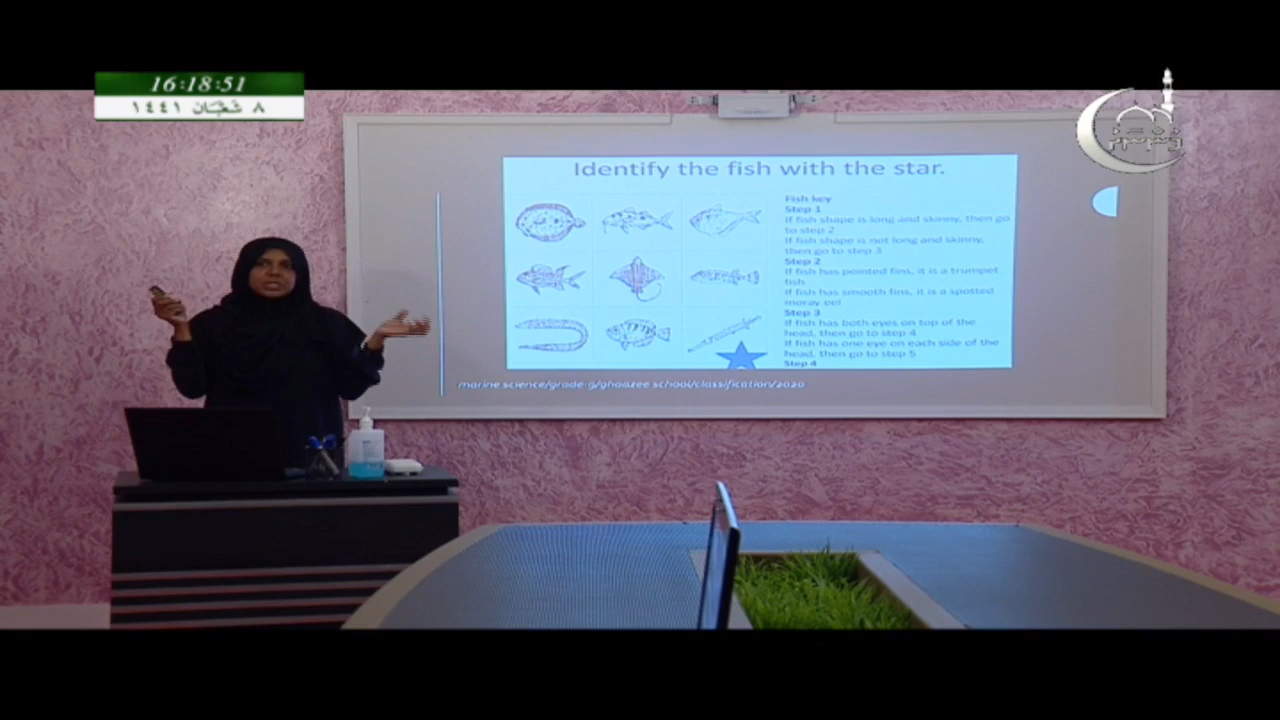 16:18:51
٨ شَعْبَان ١٤٤١
Identify the fish with the star.
Fish key
Step 1
If fish shape is long and skinny, then go
to step 2
If fish shape is not long and skinny,
then go to step 3
Step 2
If fish has pointed fins, it is a trumpet
fish
If fish has smooth fins, it is a spotted
moray eel
Step 3
If fish has both eyes on top of the
head, then go to step 4
If fish has one eye on each side of the
head, then go to step 5
Step 4
marine science/grade 9/ghaazee school/classification/2020